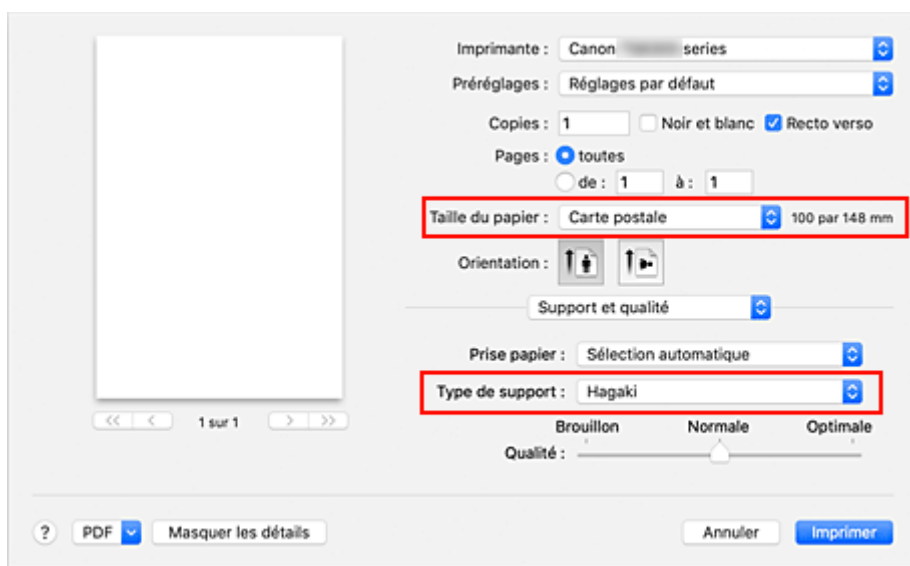 Imprimante : Canon series
Préréglages : Réglages par défaut
Copies : 1 Noir et blanc Recto verso
Pages : toutes
de : 1 à : 1
Taille du papier : Carte postale 100 par 148 mm
Orientation :
Support et qualité
Prise papier : Sélection automatique
Type de support : Hagaki
Brouillon Normale Optimale
Qualité :
<< < 1 sur 1 > >>
? PDF Masquer les détails Annuler Imprimer